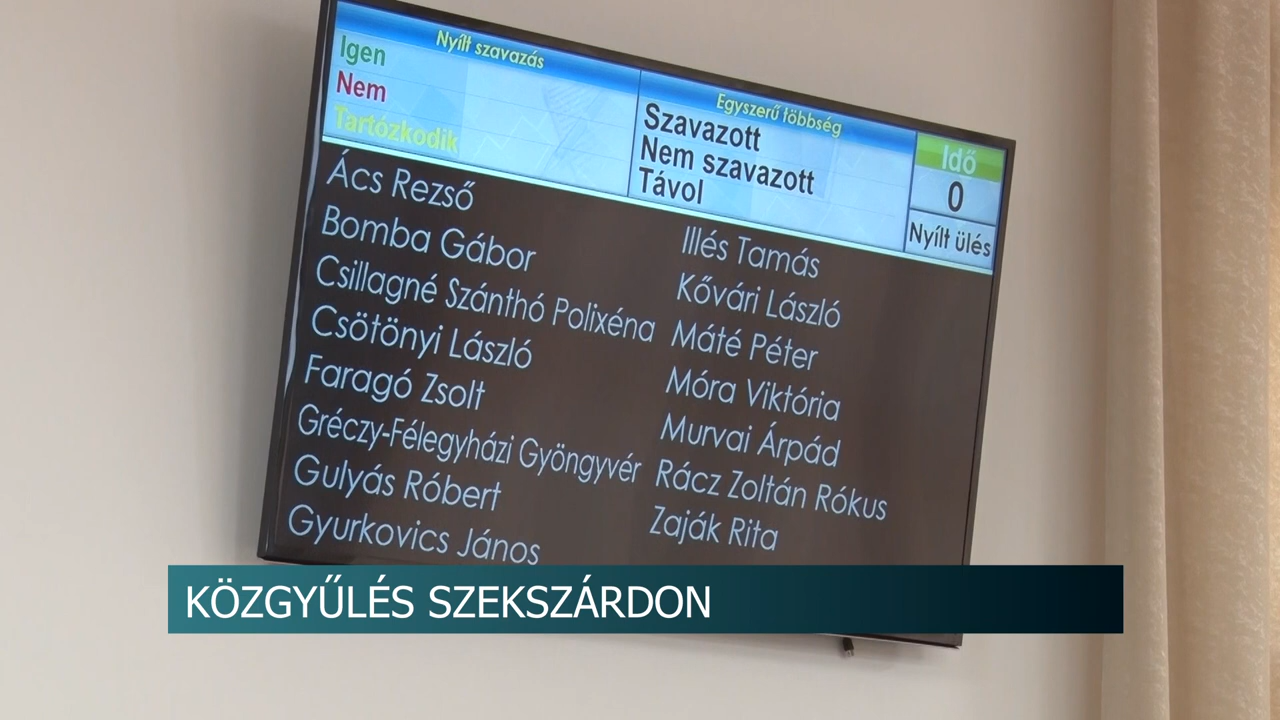 Nyílt szavazás
Igen
Nem
Tartózkodik
Egyszerű többség
Szavazott
Nem szavazott
Távol
Idő
0
Nyílt ülés
Ács Rezső
Bomba Gábor
Csillagné Szánthó Polixéna
Csötönyi László
Faragó Zsolt
Gréczy-Félegyházi Gyöngyvér
Gulyás Róbert
Gyurkovics János
Illés Tamás
Kővári László
Máté Péter
Móra Viktória
Murvai Árpád
Rácz Zoltán Rókus
Zaják Rita
KÖZGYŰLÉS SZEKSZÁRDON